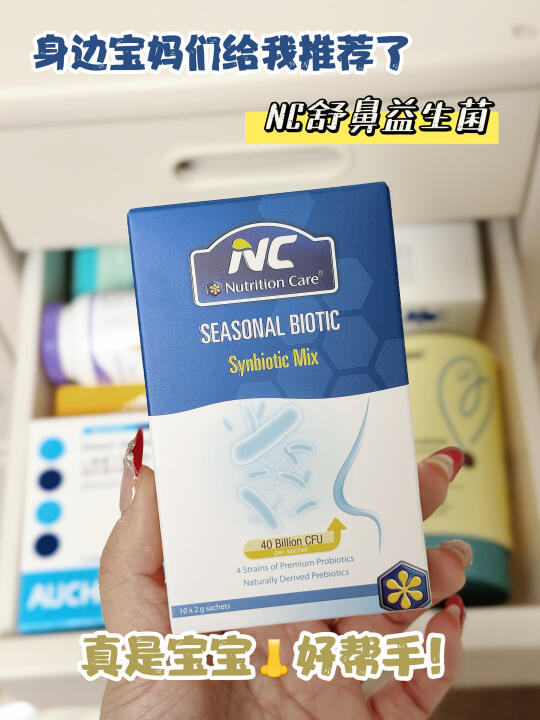 身边宝妈们给我推荐了
NC舒鼻益生菌
NC
Nutrition Care®
SEASONAL BIOTIC
Synbiotic Mix
40 Billion CFU
per sachet
4 Strains of Premium Probiotics
Naturally Derived Prebiotics
10 x 2 g sachets
AUCH
真是宝宝👃好帮手!